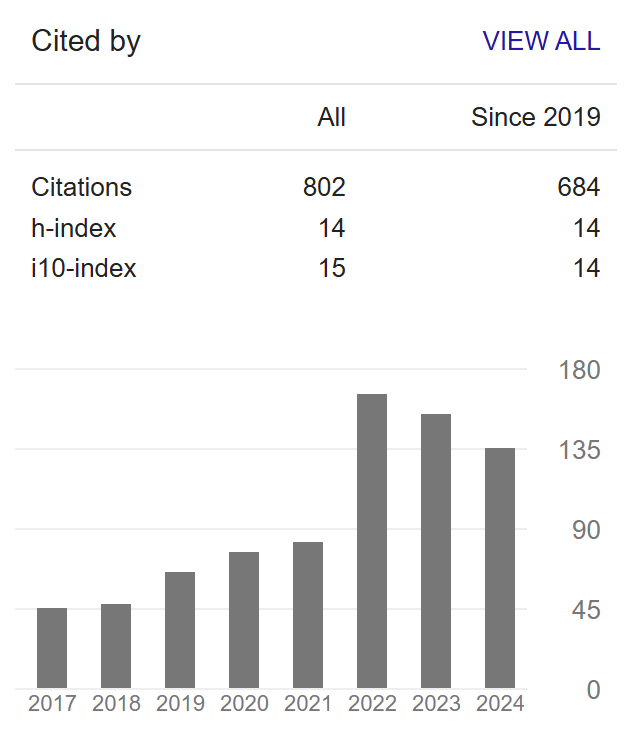 Cited by VIEW ALL
All Since 2019
Citations 802 684
h-index 14 14
i10-index 15 14
180
135
90
45
0
2017 2018 2019 2020 2021 2022 2023 2024